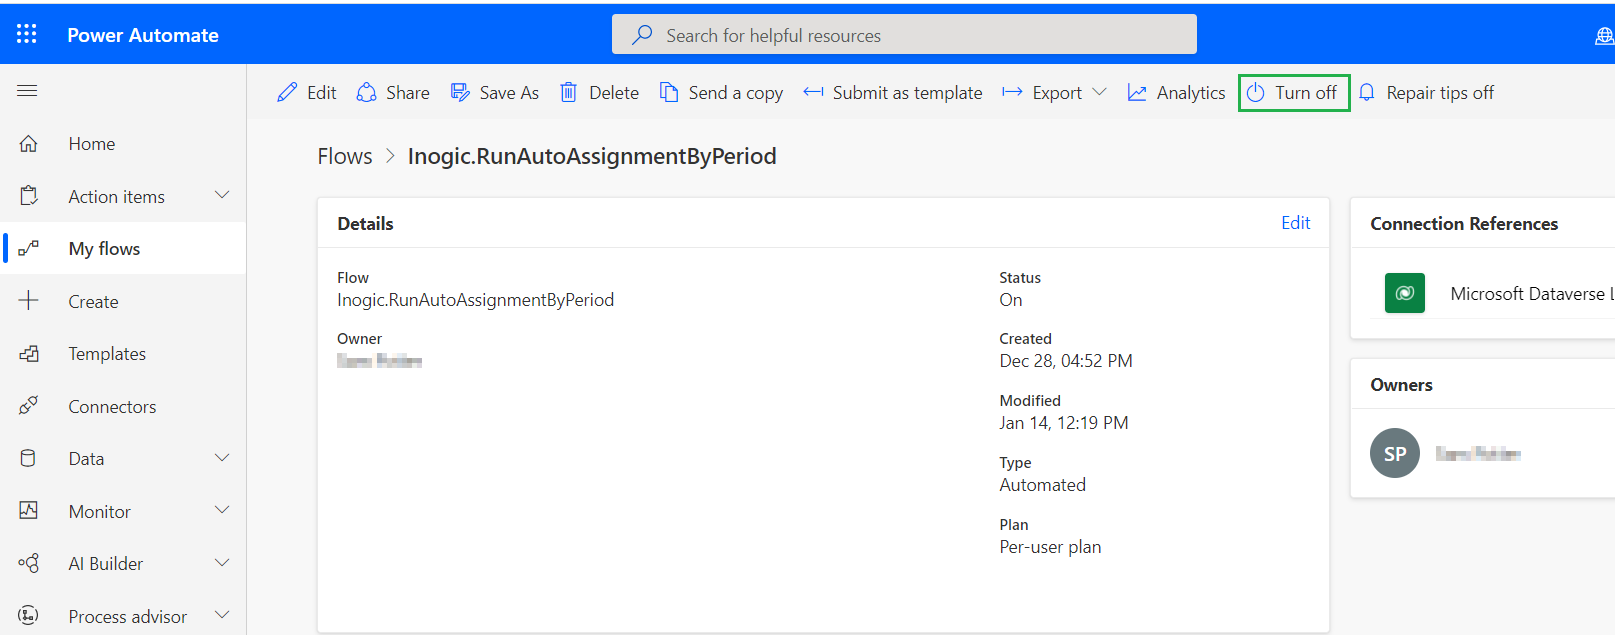 Power Automate
Search for helpful resources
Edit Share Save As Delete Send a copy Submit as template Export Analytics Turn off Repair tips off
Home
Action items
My flows
Create
Templates
Connectors
Data
Monitor
AI Builder
Process advisor
Flows > Inogic.RunAutoAssignmentByPeriod
Details Edit
Flow
Inogic.RunAutoAssignmentByPeriod
Owner
Status
On
Created
Dec 28, 04:52 PM
Modified
Jan 14, 12:19 PM
Type
Automated
Plan
Per-user plan
Connection References
Microsoft Dataverse L
Owners
SP